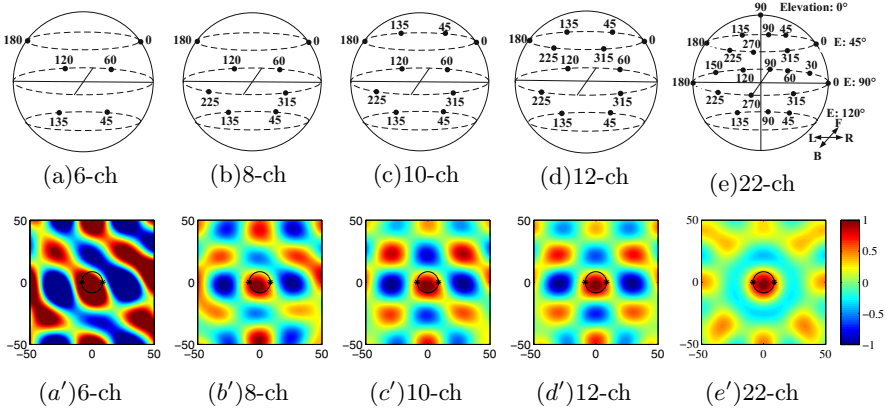 180 0
120 60
135 45
(a)6-ch
180 0
120 60
225 315
135 45
(b)8-ch
135 45
180 0
120 60
225 315
135 45
(c)10-ch
135 45
180 0
225 315
120 60
225 315
135 45
(d)12-ch
90 Elevation: 0°
135 90 45
180 270 0 E: 45°
225 315
150 90 30
180 120 60 0 E: 90°
225 270 315
135 90 45 E: 120°
F
L R
B
(e)22-ch
50
0
-50
-50 0 50
(a′)6-ch
50
0
-50
-50 0 50
(b′)8-ch
50
0
-50
-50 0 50
(c′)10-ch
50
0
-50
-50 0 50
(d′)12-ch
50
0
-50
-50 0 50
(e′)22-ch
1
0.5
0
-0.5
-1